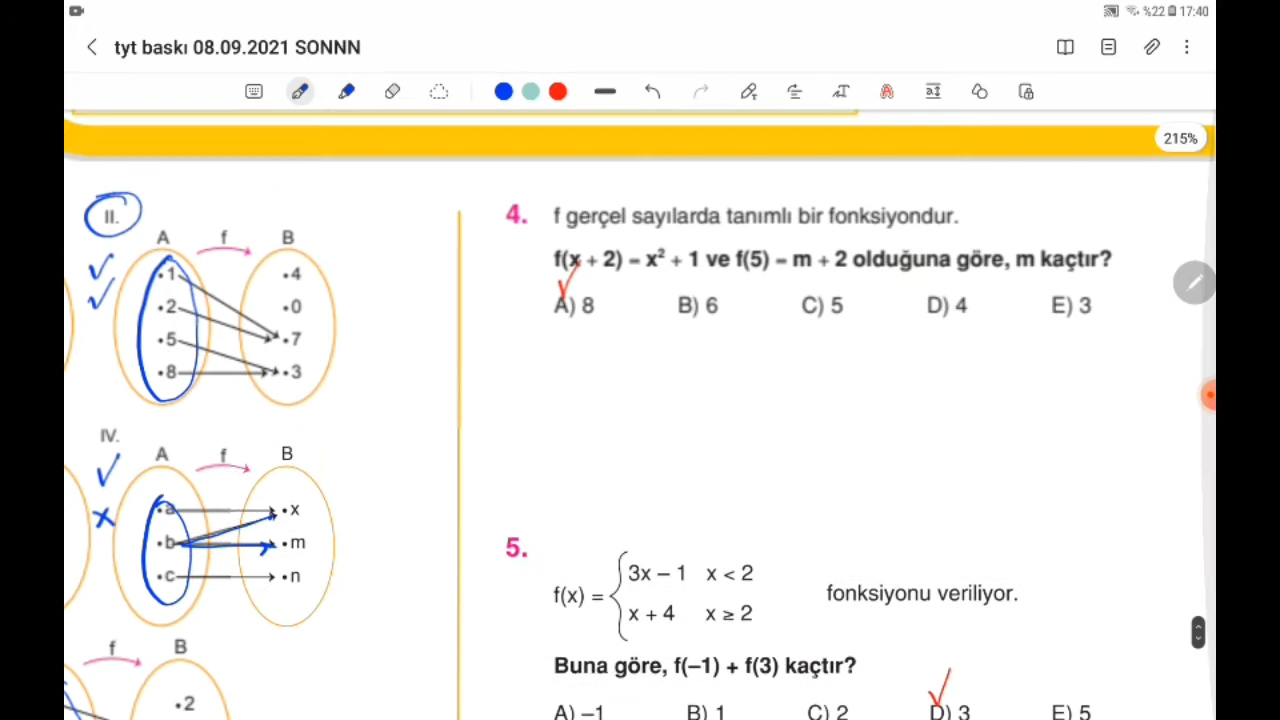 %22 17:40
tyt baskı 08.09.2021 SONNN
215%
II.
A f B
•1 •4
•2 •0
•5 •7
•8 •3
IV.
A f B
•a •x
•b •m
•c •n
f B
•2
4. f gerçel sayılarda tanımlı bir fonksiyondur.
f(x + 2) = x² + 1 ve f(5) = m + 2 olduğuna göre, m kaçtır?
A) 8 B) 6 C) 5 D) 4 E) 3
5.
3x – 1 x < 2
f(x) = { fonksiyonu veriliyor.
x + 4 x ≥ 2
Buna göre, f(–1) + f(3) kaçtır?
A) –1 B) 1 C) 2 D) 3 E) 5